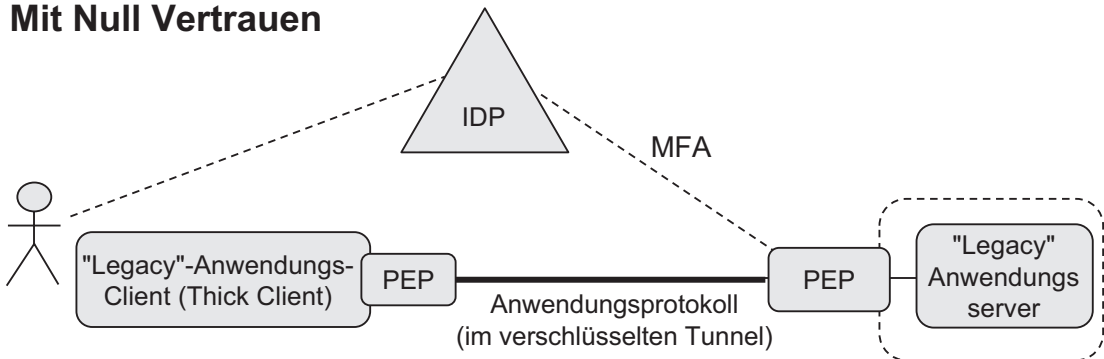 Mit Null Vertrauen
IDP
MFA
"Legacy"-Anwendungs-
Client (Thick Client)
PEP
Anwendungsprotokoll
(im verschlüsselten Tunnel)
PEP
"Legacy"
Anwendungs
server